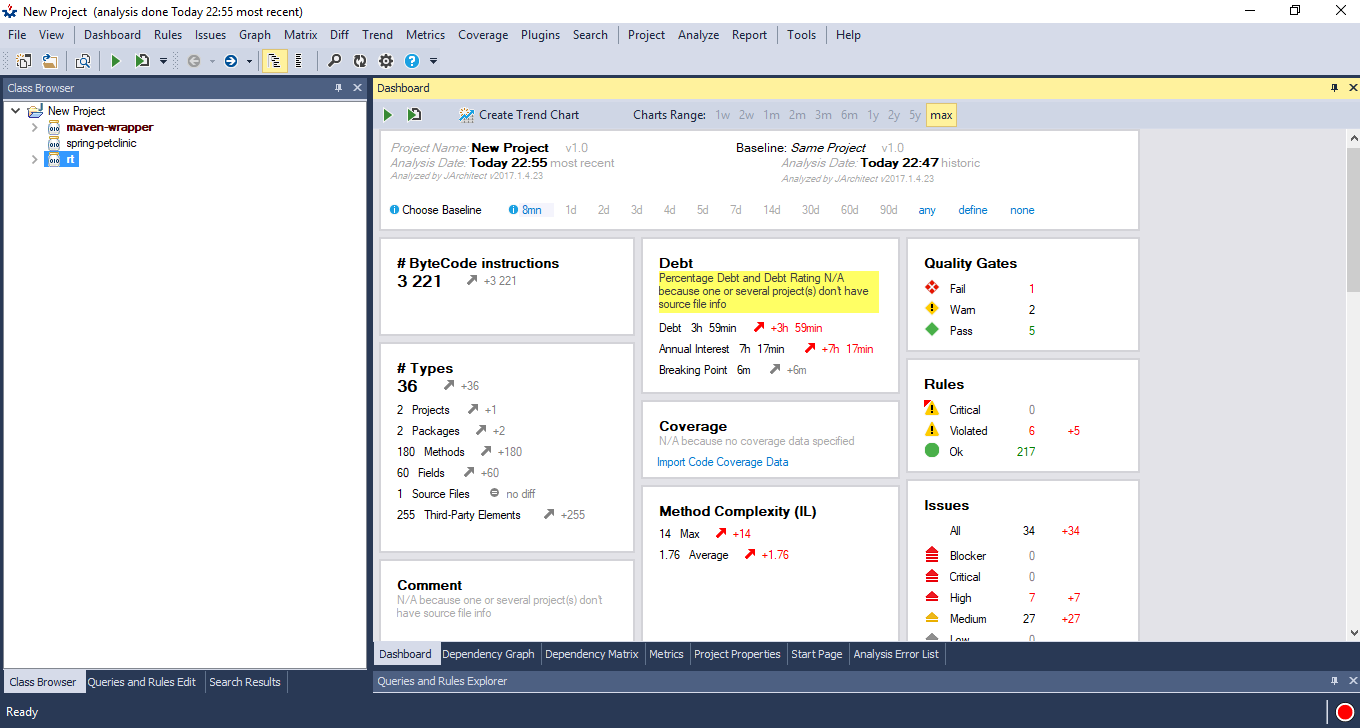 New Project  (analysis done Today 22:55 most recent)
File View Dashboard Rules Issues Graph Matrix Diff Trend Metrics Coverage Plugins Search Project Analyze Report Tools Help
Class Browser
New Project
maven-wrapper
spring-petclinic
rt
Class Browser Queries and Rules Edit Search Results
Dashboard
Create Trend Chart Charts Range: 1w 2w 1m 2m 3m 6m 1y 2y 5y max
Project Name: New Project v1.0 Baseline: Same Project v1.0
Analysis Date: Today 22:55 most recent Analysis Date: Today 22:47 historic
Analyzed by JArchitect v2017.1.4.23 Analyzed by JArchitect v2017.1.4.23
Choose Baseline 8mn 1d 2d 3d 4d 5d 7d 14d 30d 60d 90d any define none
# ByteCode instructions
3 221 +3 221
# Types
36 +36
2 Projects +1
2 Packages +2
180 Methods +180
60 Fields +60
1 Source Files no diff
255 Third-Party Elements +255
Comment
N/A because one or several project(s) don't
have source file info
Debt
Percentage Debt and Debt Rating N/A
because one or several project(s) don't have
source file info
Debt 3h 59min +3h 59min
Annual Interest 7h 17min +7h 17min
Breaking Point 6m +6m
Coverage
N/A because no coverage data specified
Import Code Coverage Data
Method Complexity (IL)
14 Max +14
1.76 Average +1.76
Quality Gates
Fail 1
Warn 2
Pass 5
Rules
Critical 0
Violated 6 +5
Ok 217
Issues
All 34 +34
Blocker 0
Critical 0
High 7 +7
Medium 27 +27
Low 0
Dashboard Dependency Graph Dependency Matrix Metrics Project Properties Start Page Analysis Error List
Queries and Rules Explorer
Ready